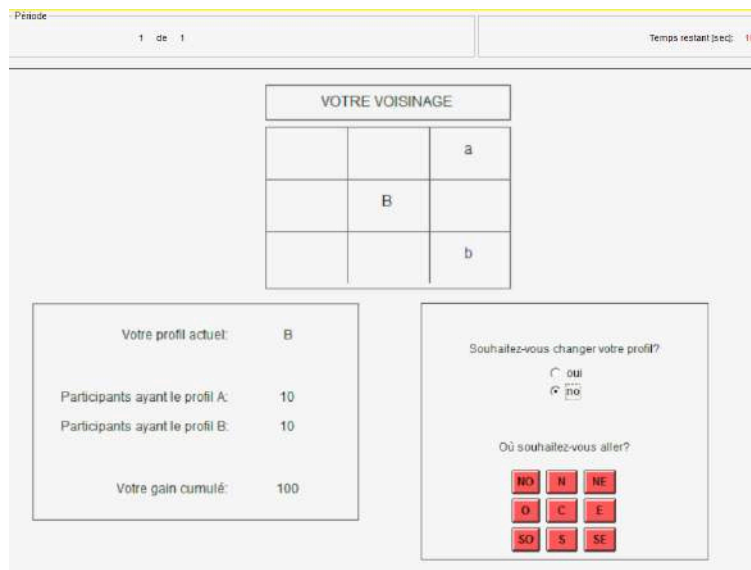 Période
1 de 1
Temps restant [sec]:
VOTRE VOISINAGE
a
B
b
Votre profil actuel: B
Participants ayant le profil A: 10
Participants ayant le profil B: 10
Votre gain cumulé: 100
Souhaitez-vous changer votre profil?
oui
no
Où souhaitez-vous aller?
NO N NE
O C E
SO S SE